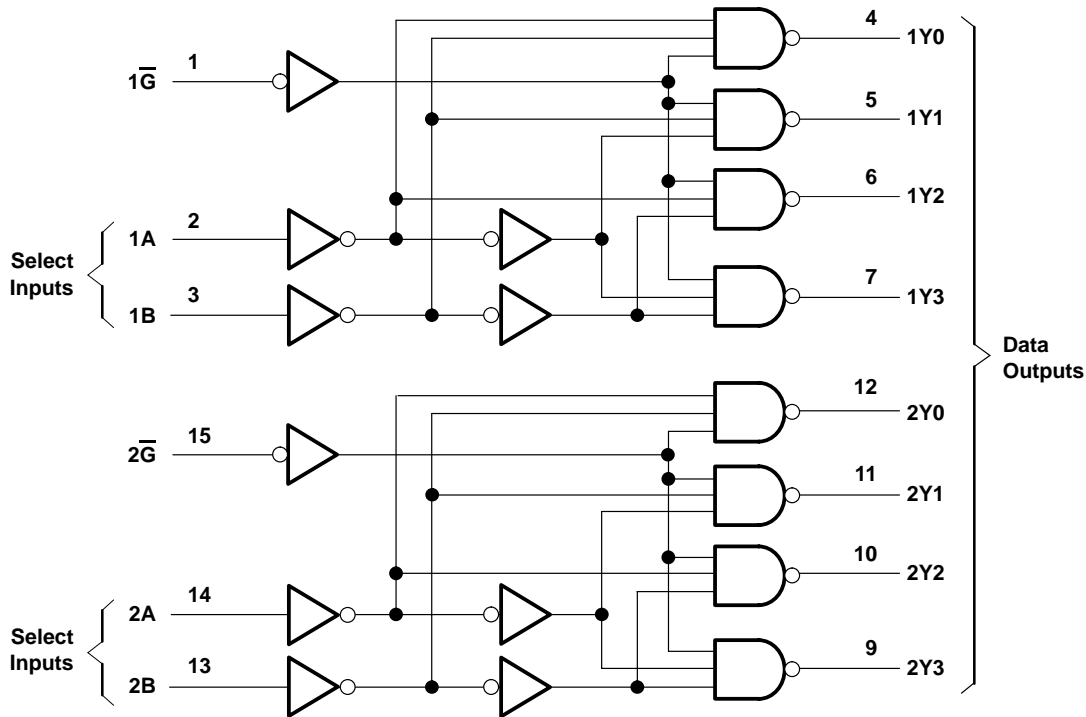 4
1Y0
1
1G̅
5
1Y1
6
1Y2
2
1A
Select
Inputs
3
1B
7
1Y3
Data
Outputs
12
2Y0
15
2G̅
11
2Y1
10
2Y2
14
2A
Select
Inputs
13
2B
9
2Y3